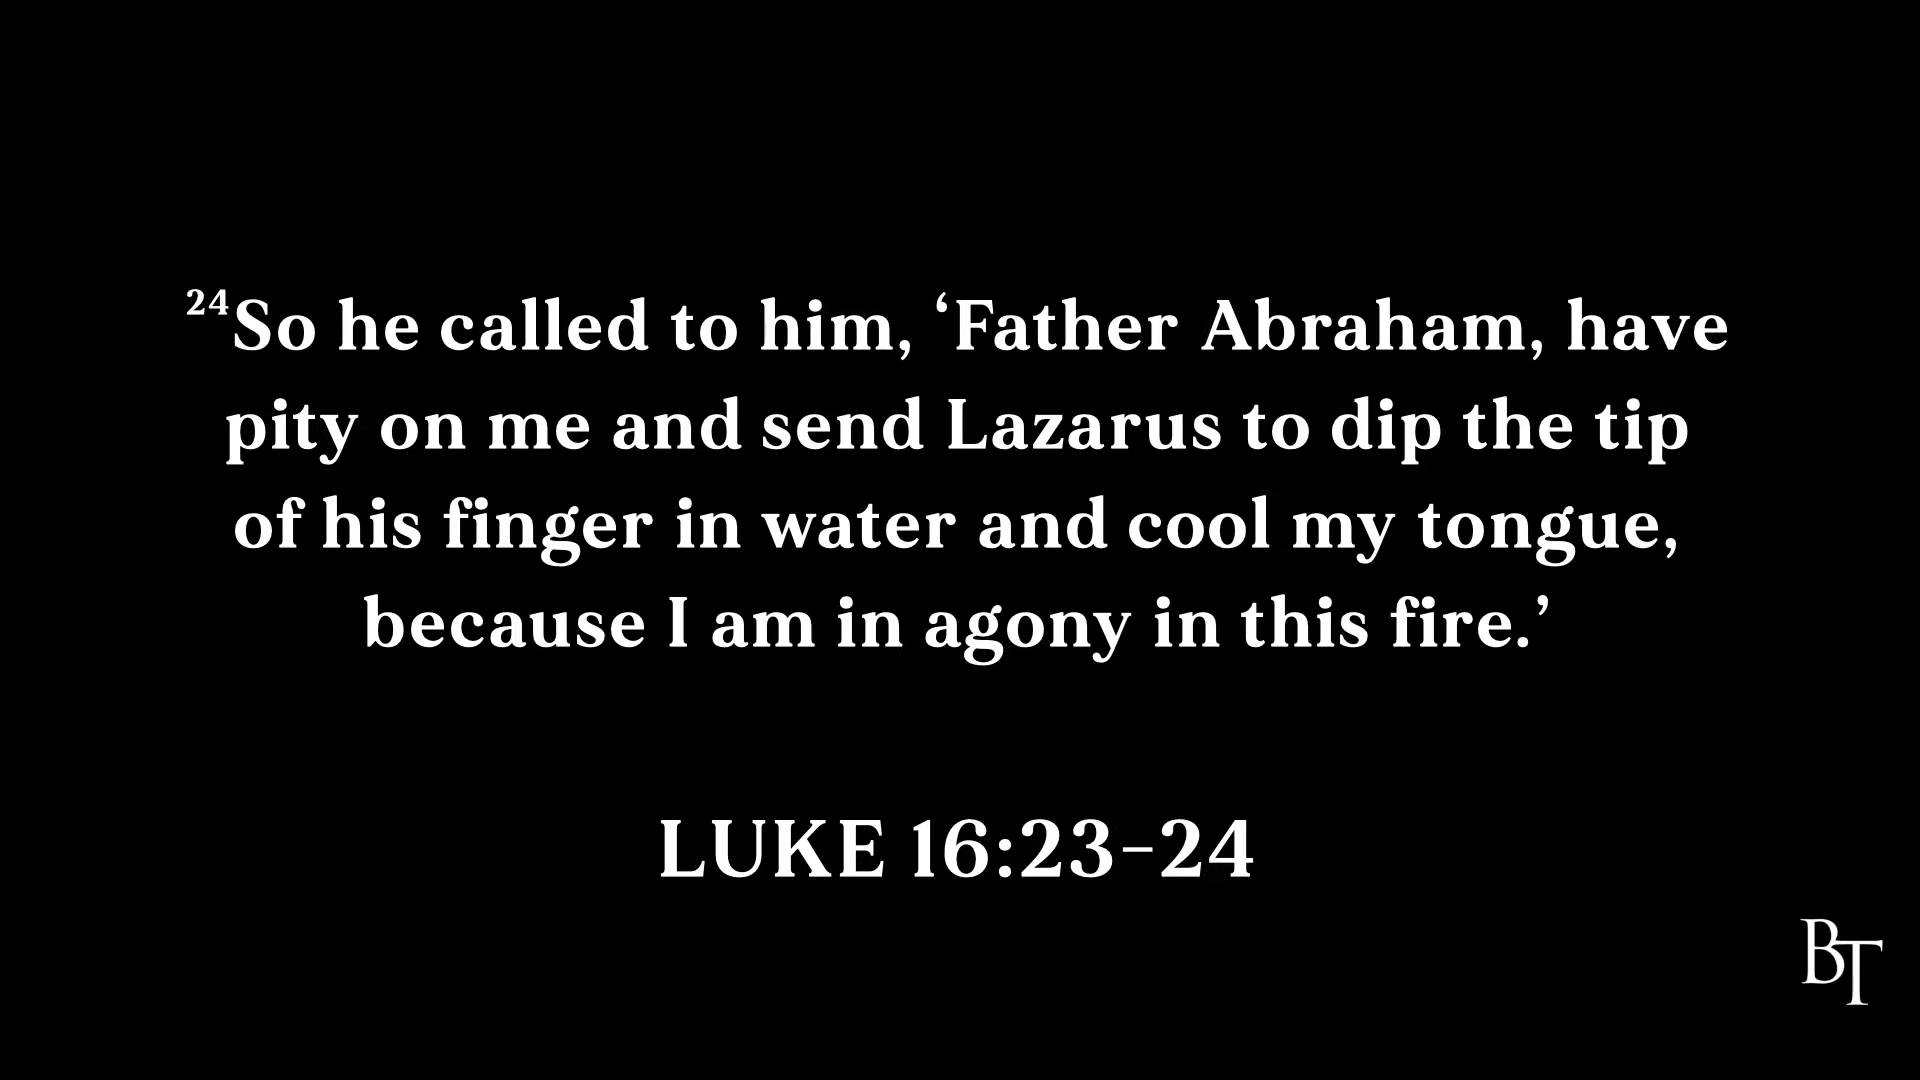 ²⁴So he called to him, ‘Father Abraham, have
pity on me and send Lazarus to dip the tip
of his finger in water and cool my tongue,
because I am in agony in this fire.’
LUKE 16:23–24
BT